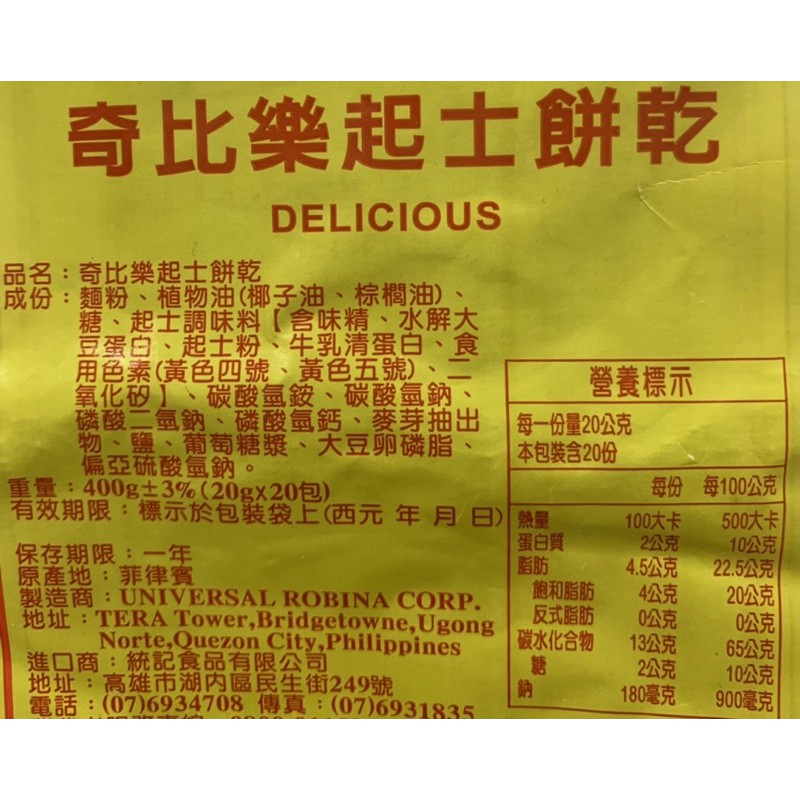 奇比樂起士餅乾
DELICIOUS
品名：奇比樂起士餅乾
成份：麵粉、植物油(椰子油、棕櫚油)、
糖、起士調味料【含味精、水解大
豆蛋白、起士粉、牛乳清蛋白、食
用色素(黃色四號、黃色五號)、二
氧化矽】、碳酸氫銨、碳酸氫鈉、
磷酸二氫鈉、磷酸氫鈣、麥芽抽出
物、鹽、葡萄糖漿、大豆卵磷脂、
偏亞硫酸氫鈉。
重量：400g±3%(20gx20包)
有效期限：標示於包裝袋上(西元 年 月 日)
保存期限：一年
原產地：菲律賓
製造商：UNIVERSAL ROBINA CORP.
地址：TERA Tower,Bridgetowne,Ugong
Norte,Quezon City,Philippines
進口商：統記食品有限公司
地址：高雄市湖內區民生街249號
電話：(07)6934708 傳真：(07)6931835
營養標示
每一份量20公克
本包裝含20份
每份 每100公克
熱量 100大卡 500大卡
蛋白質 2公克 10公克
脂肪 4.5公克 22.5公克
飽和脂肪 4公克 20公克
反式脂肪 0公克 0公克
碳水化合物 13公克 65公克
糖 2公克 10公克
鈉 180毫克 900毫克